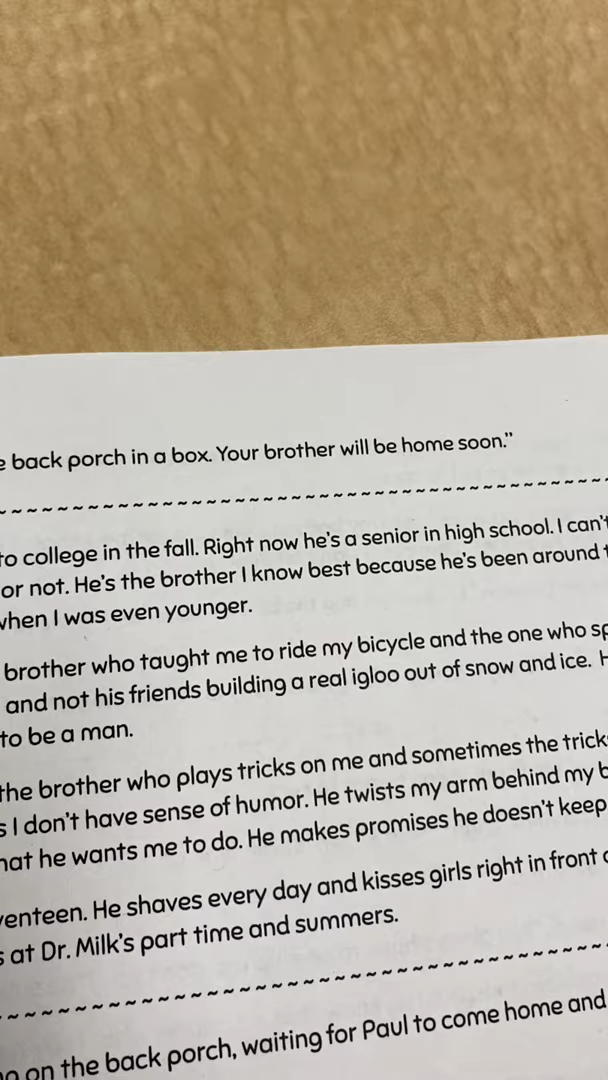 back porch in a box. Your brother will be home soon.”
~~~~~~~~~~~~~~~~~~~~~~~~~~~~~~~~~~~~~~~~
to college in the fall. Right now he’s a senior in high school. I can’t
or not. He’s the brother I know best because he’s been around
when I was even younger.
brother who taught me to ride my bicycle and the one who
and not his friends building a real igloo out of snow and ice.
to be a man.
the brother who plays tricks on me and sometimes the
I don’t have sense of humor. He twists my arm behind my
he wants me to do. He makes promises he doesn’t keep
He shaves every day and kisses girls right in front
at Dr. Milk’s part time and summers.
~~~~~~~~~~~~~~~~~~~~~~~~~~~~~~~~~~~~~~~~
on the back porch, waiting for Paul to come home and